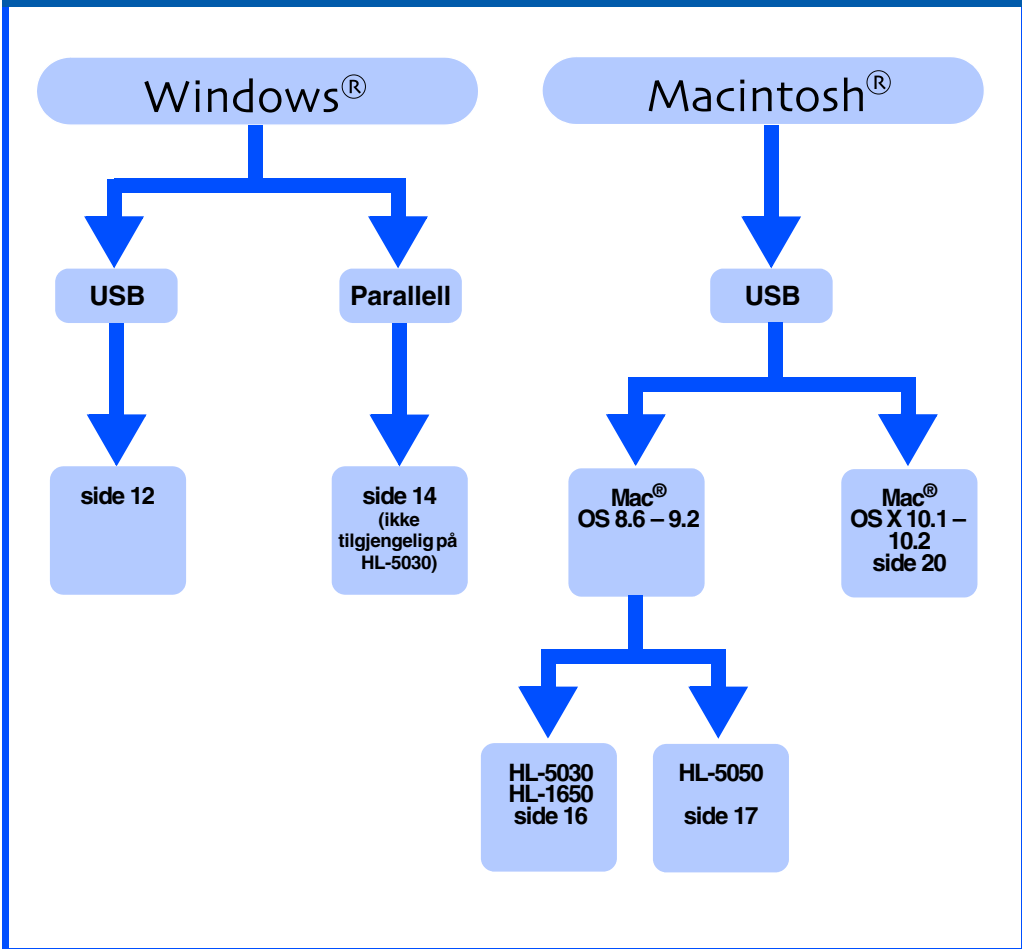 Windows®
USB
Parallell
side 12
side 14
(ikke
tilgjengelig på
HL-5030)
Macintosh®
USB
Mac®
OS 8.6 – 9.2
Mac®
OS X 10.1 –
10.2
side 20
HL-5030
HL-1650
side 16
HL-5050
side 17